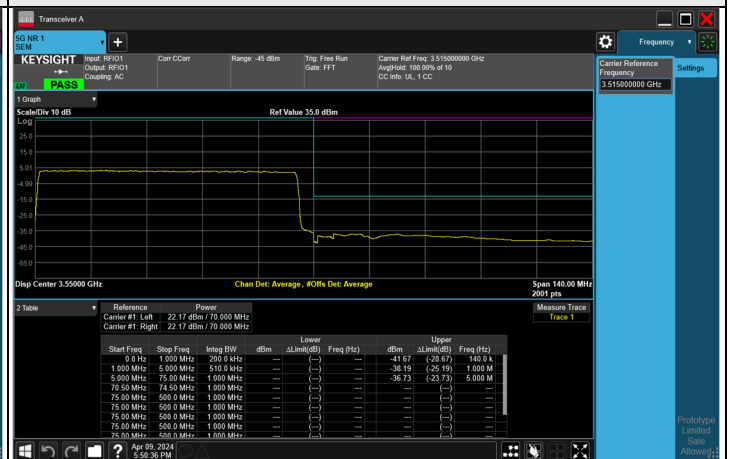 Transceiver A
5G NR 1
SEM
Frequency
KEYSIGHT
Input: RFIO1
Output: RFIO1
Coupling: AC
Corr CCorr
Range: -45 dBm
Trig: Free Run
Gate: FFT
Carrier Ref Freq: 3.515000000 GHz
Avg|Hold: 100.00% of 10
CC Info: UL, 1 CC
LXI
PASS
Carrier Reference
Frequency
3.515000000 GHz
Settings
1 Graph
Scale/Div 10 dB
Ref Value 35.0 dBm
Log
25.0
15.0
5.01
-4.99
-15.0
-25.0
-35.0
-45.0
-55.0
Disp Center 3.55000 GHz
Chan Det: Average , #Offs Det: Average
Span 140.00 MHz
2001 pts
2 Table
Reference Power
Carrier #1: Left 22.17 dBm / 70.000 MHz
Carrier #1: Right 22.17 dBm / 70.000 MHz
Measure Trace
Trace 1
Lower Upper
Start Freq Stop Freq Integ BW dBm ΔLimit(dB) Freq (Hz) dBm ΔLimit(dB) Freq (Hz)
0.0 Hz 1.000 MHz 200.0 kHz --- (---) --- -41.67 (-28.67) 140.0 k
1.000 MHz 5.000 MHz 510.0 kHz --- (---) --- -38.19 (-25.19) 1.000 M
5.000 MHz 75.00 MHz 1.000 MHz --- (---) --- -36.73 (-23.73) 5.000 M
70.50 MHz 74.50 MHz 1.000 MHz --- (---) --- --- (---) ---
75.00 MHz 500.0 MHz 1.000 MHz --- (---) --- --- (---) ---
75.00 MHz 500.0 MHz 1.000 MHz --- (---) --- --- (---) ---
75.00 MHz 500.0 MHz 1.000 MHz --- (---) --- --- (---) ---
75.00 MHz 500.0 MHz 1.000 MHz --- (---) --- --- (---) ---
75.00 MHz 500.0 MHz 1.000 MHz --- (---) --- --- (---) ---
Prototype
Limited
Sale
Allowed
?
Apr 09, 2024
5:50:36 PM